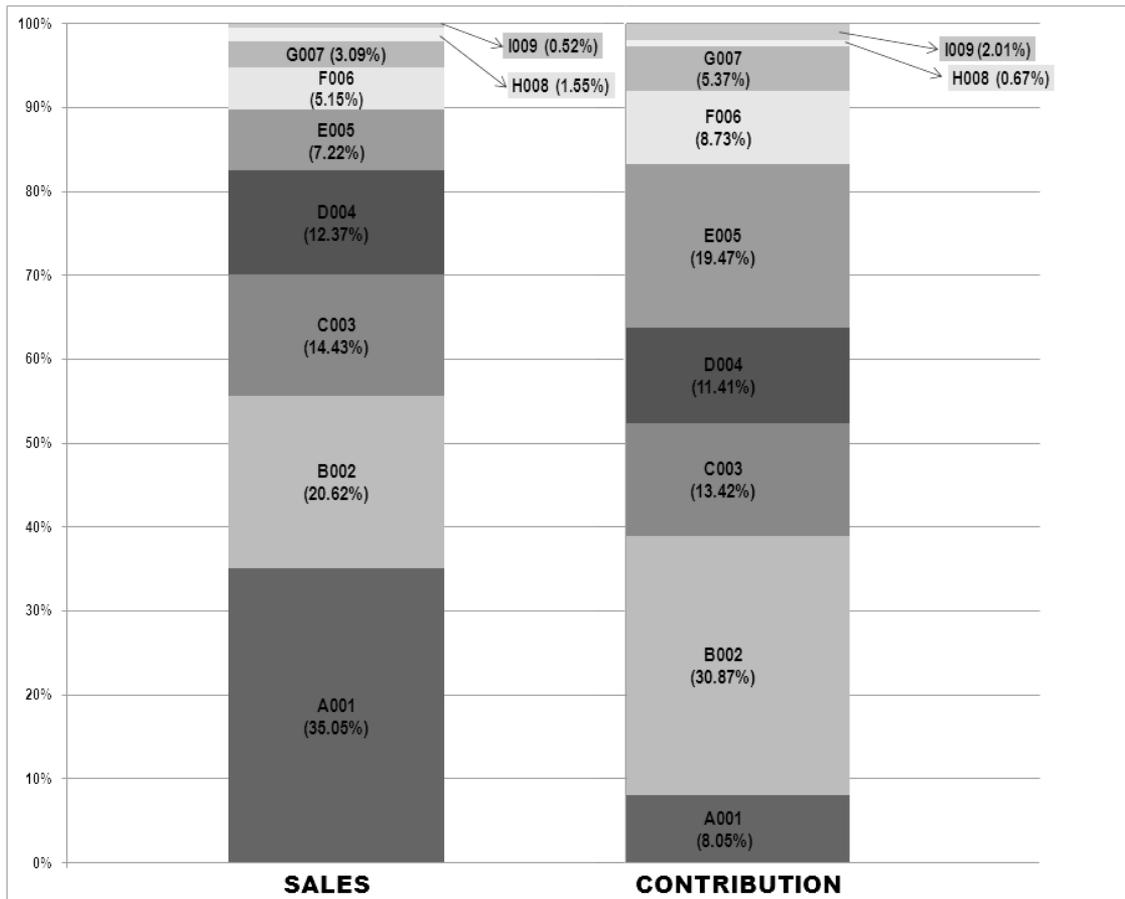 100%
90%
80%
70%
60%
50%
40%
30%
20%
10%
0%
I009 (0.52%)
H008 (1.55%)
G007 (3.09%)
F006
(5.15%)
E005
(7.22%)
D004
(12.37%)
C003
(14.43%)
B002
(20.62%)
A001
(35.05%)
SALES
I009 (2.01%)
H008 (0.67%)
G007
(5.37%)
F006
(8.73%)
E005
(19.47%)
D004
(11.41%)
C003
(13.42%)
B002
(30.87%)
A001
(8.05%)
CONTRIBUTION